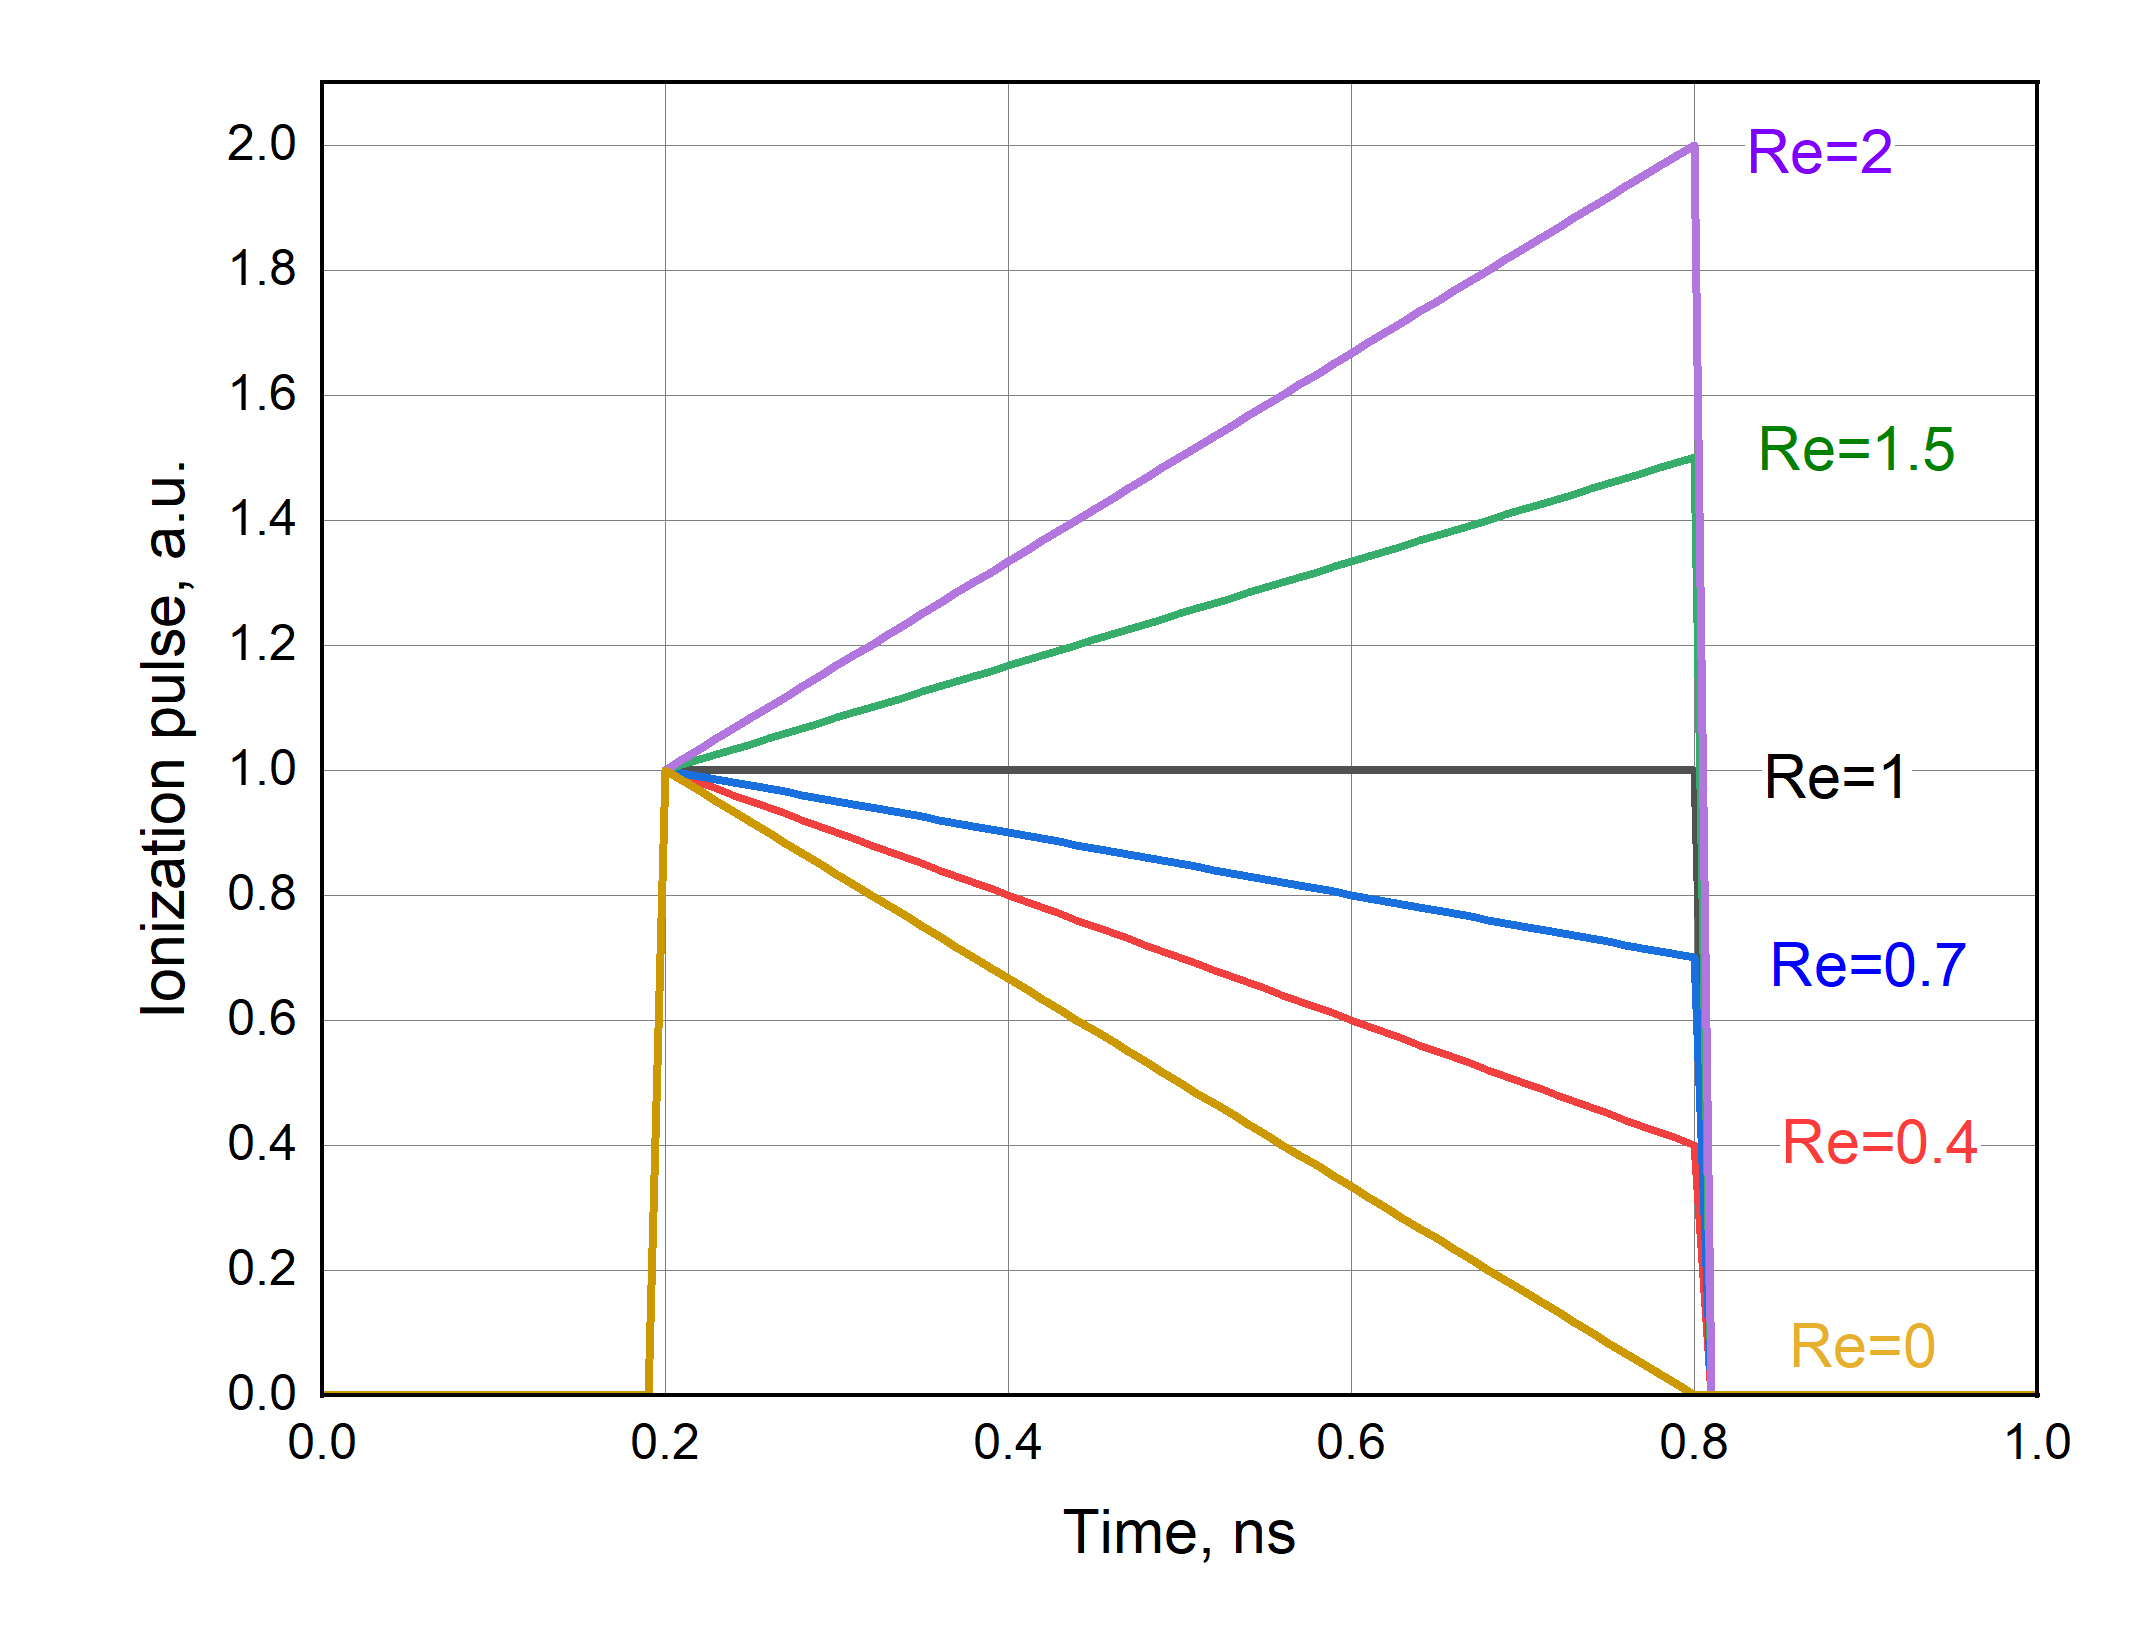 2.0
1.8
1.6
1.4
1.2
1.0
0.8
0.6
0.4
0.2
0.0
Ionization pulse, a.u.
Re=2
Re=1.5
Re=1
Re=0.7
Re=0.4
Re=0
0.0 0.2 0.4 0.6 0.8 1.0
Time, ns